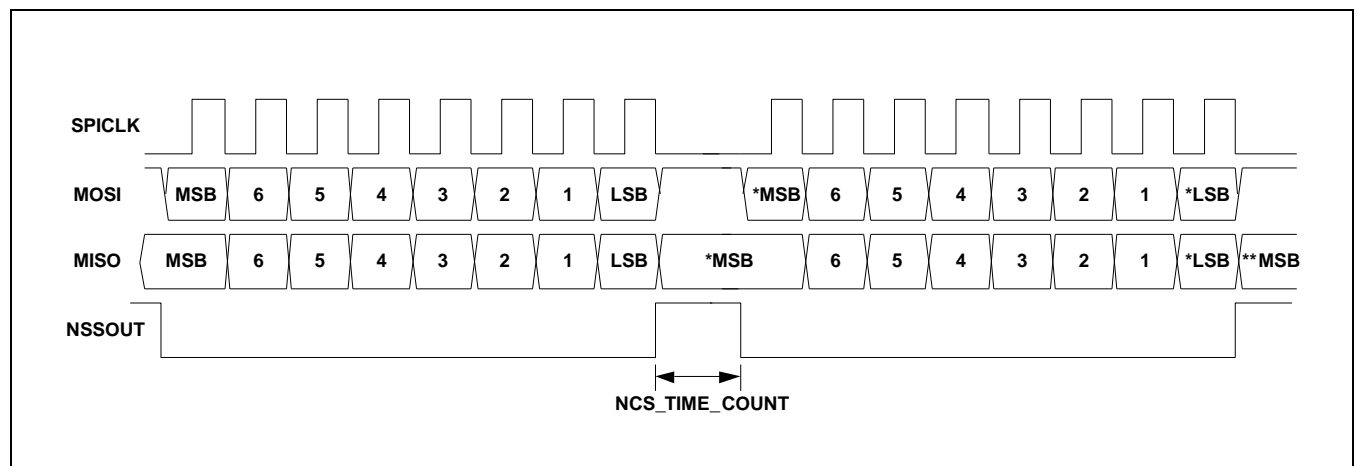 SPICLK
MOSI MSB 6 5 4 3 2 1 LSB *MSB 6 5 4 3 2 1 *LSB
MISO MSB 6 5 4 3 2 1 LSB *MSB 6 5 4 3 2 1 *LSB **MSB
NSSOUT
NCS_TIME_COUNT